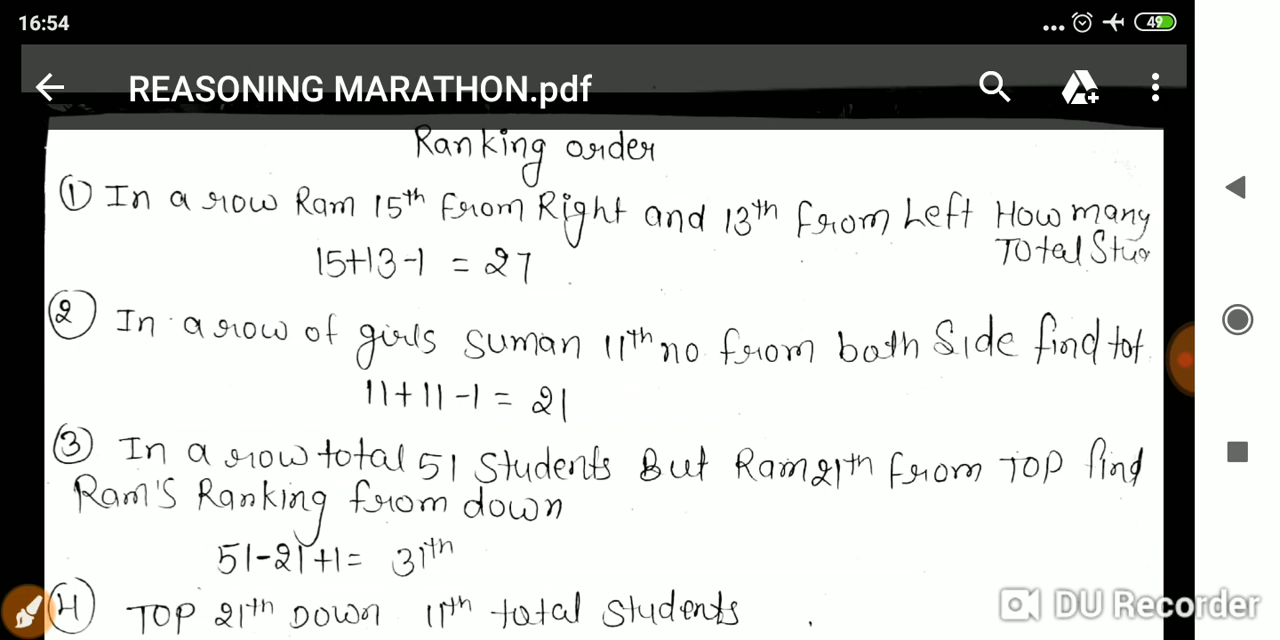 16:54
49
REASONING MARATHON.pdf
Ranking order
① In a row Ram 15th from Right and 13th from Left How many
Total Stu
15+13-1 = 27
② In a row of girls suman 11th no from both Side find tot
11+11-1 = 21
③ In a row total 51 Students But Ram 21th from TOP find
Ram'S Ranking from down
51-21+1= 31th
④ TOP 21th DOWN 11th total Students
DU Recorder